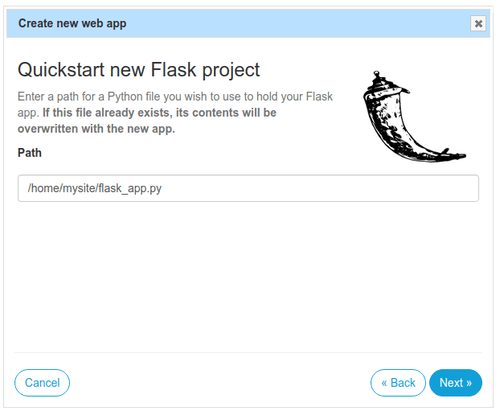 Create new web app
Quickstart new Flask project
Enter a path for a Python file you wish to use to hold your Flask
app. If this file already exists, its contents will be
overwritten with the new app.
Path
/home/mysite/flask_app.py
Cancel
« Back
Next »